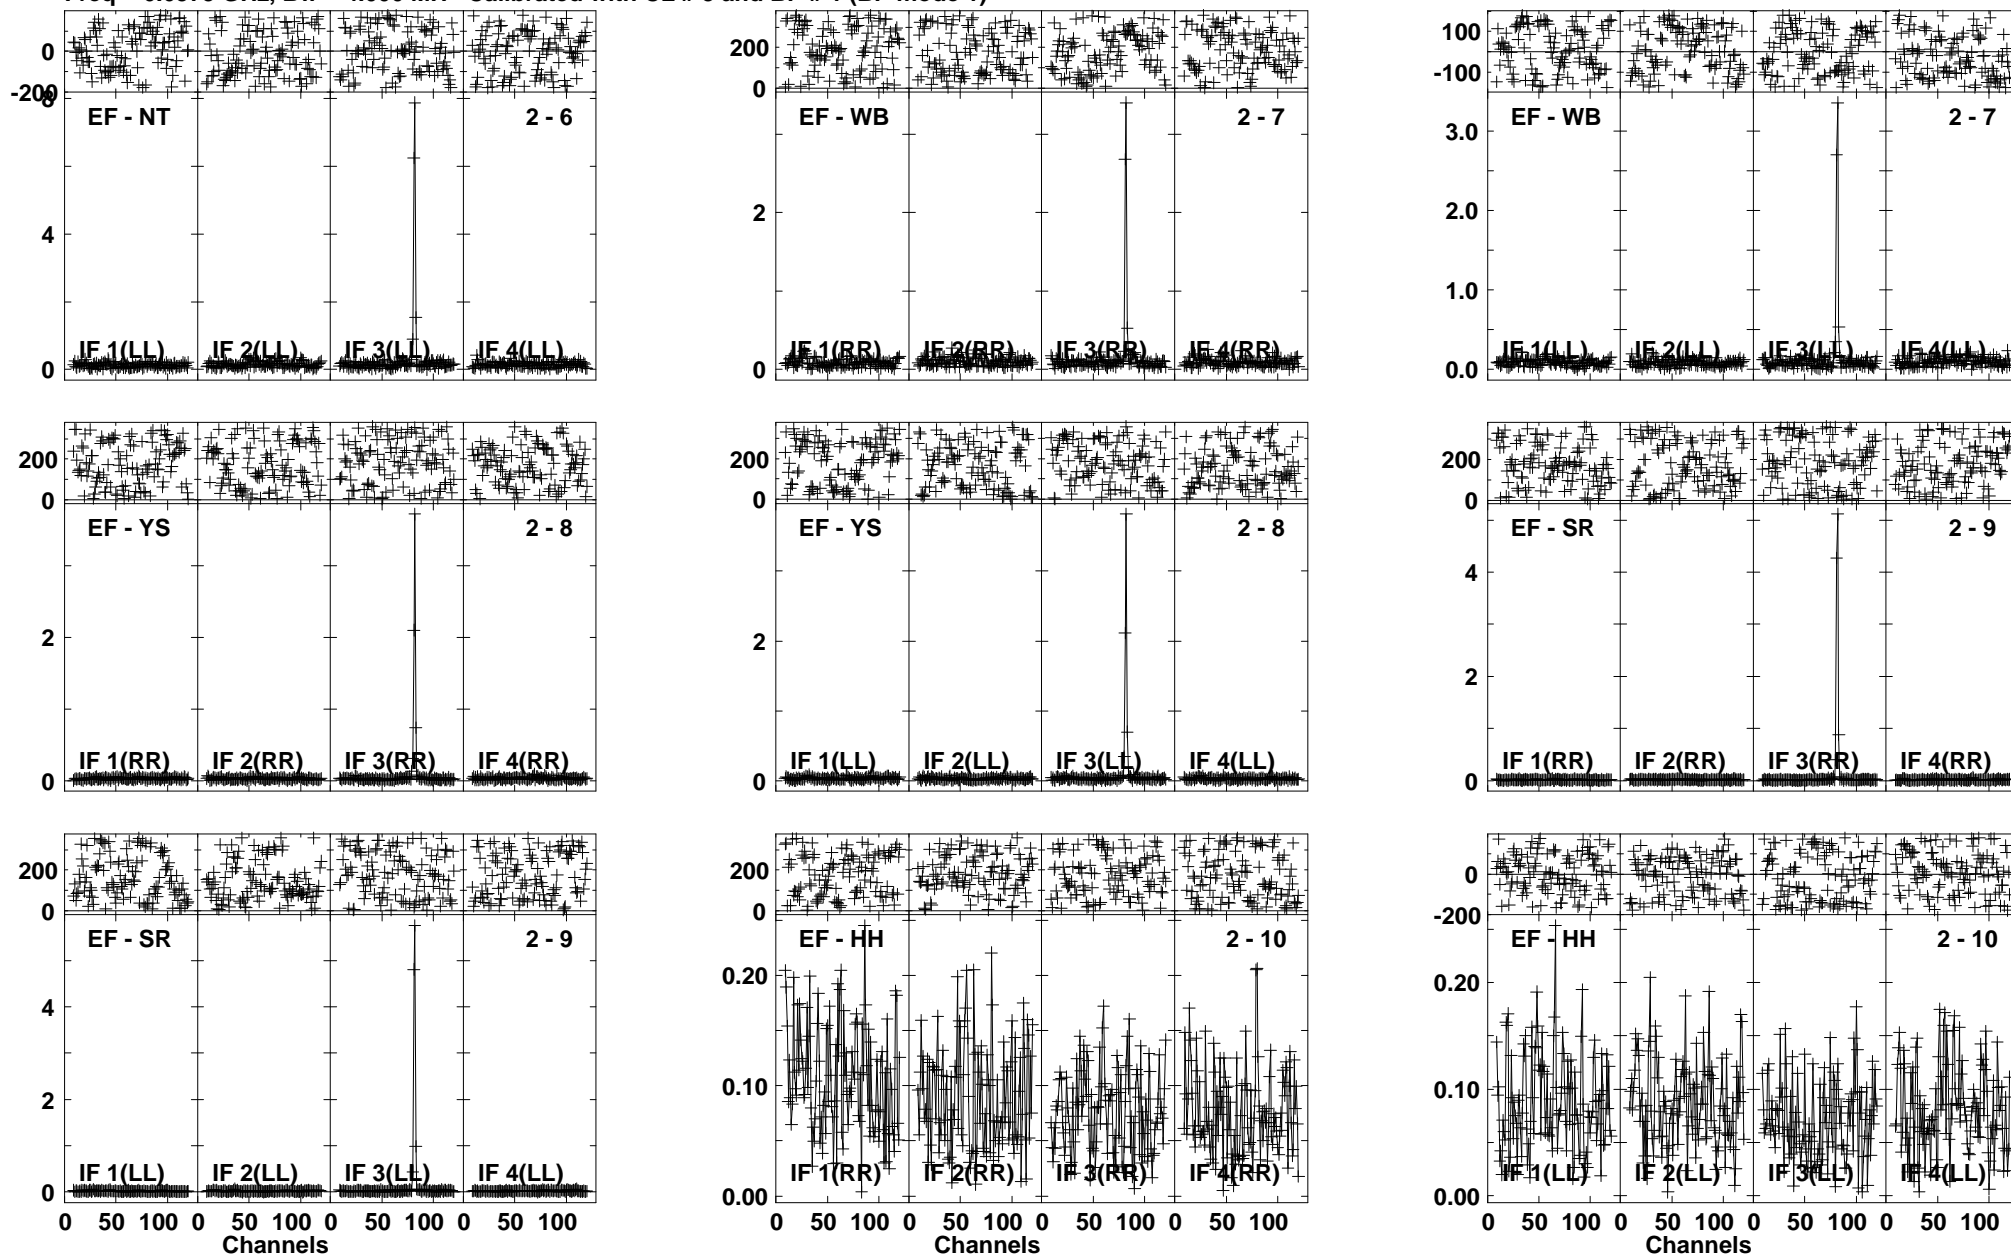 0 200 100
-200 0 -100
8 EF - NT 2 - 6 EF - WB 2 - 7 EF - WB 2 - 7
3.0
4 2 2.0
1.0
IF 1(LL) IF 2(LL) IF 3(LL) IF 4(LL) IF 1(RR) IF 2(RR) IF 3(RR) IF 4(RR) IF 1(LL) IF 2(LL) IF 3(LL) IF 4(LL)
0 0 0.0
200 200 200
0 0 0
EF - YS 2 - 8 EF - YS 2 - 8 EF - SR 2 - 9
4
2 2 2
IF 1(RR) IF 2(RR) IF 3(RR) IF 4(RR) IF 1(LL) IF 2(LL) IF 3(LL) IF 4(LL) IF 1(RR) IF 2(RR) IF 3(RR) IF 4(RR)
0 0 0
200 200 0
0 0 -200
EF - SR 2 - 9 EF - HH 2 - 10 EF - HH 2 - 10
4 0.20 0.20
2 0.10 0.10
IF 1(LL) IF 2(LL) IF 3(LL) IF 4(LL) IF 1(RR) IF 2(RR) IF 3(RR) IF 4(RR) IF 1(LL) IF 2(LL) IF 3(LL) IF 4(LL)
0 0.00 0.00
0 50 100 0 50 100 0 50 100 0 50 100 0 50 100 0 50 100 0 50 100 0 50 100 0 50 100 0 50 100 0 50 100 0 50 100
Channels Channels Channels